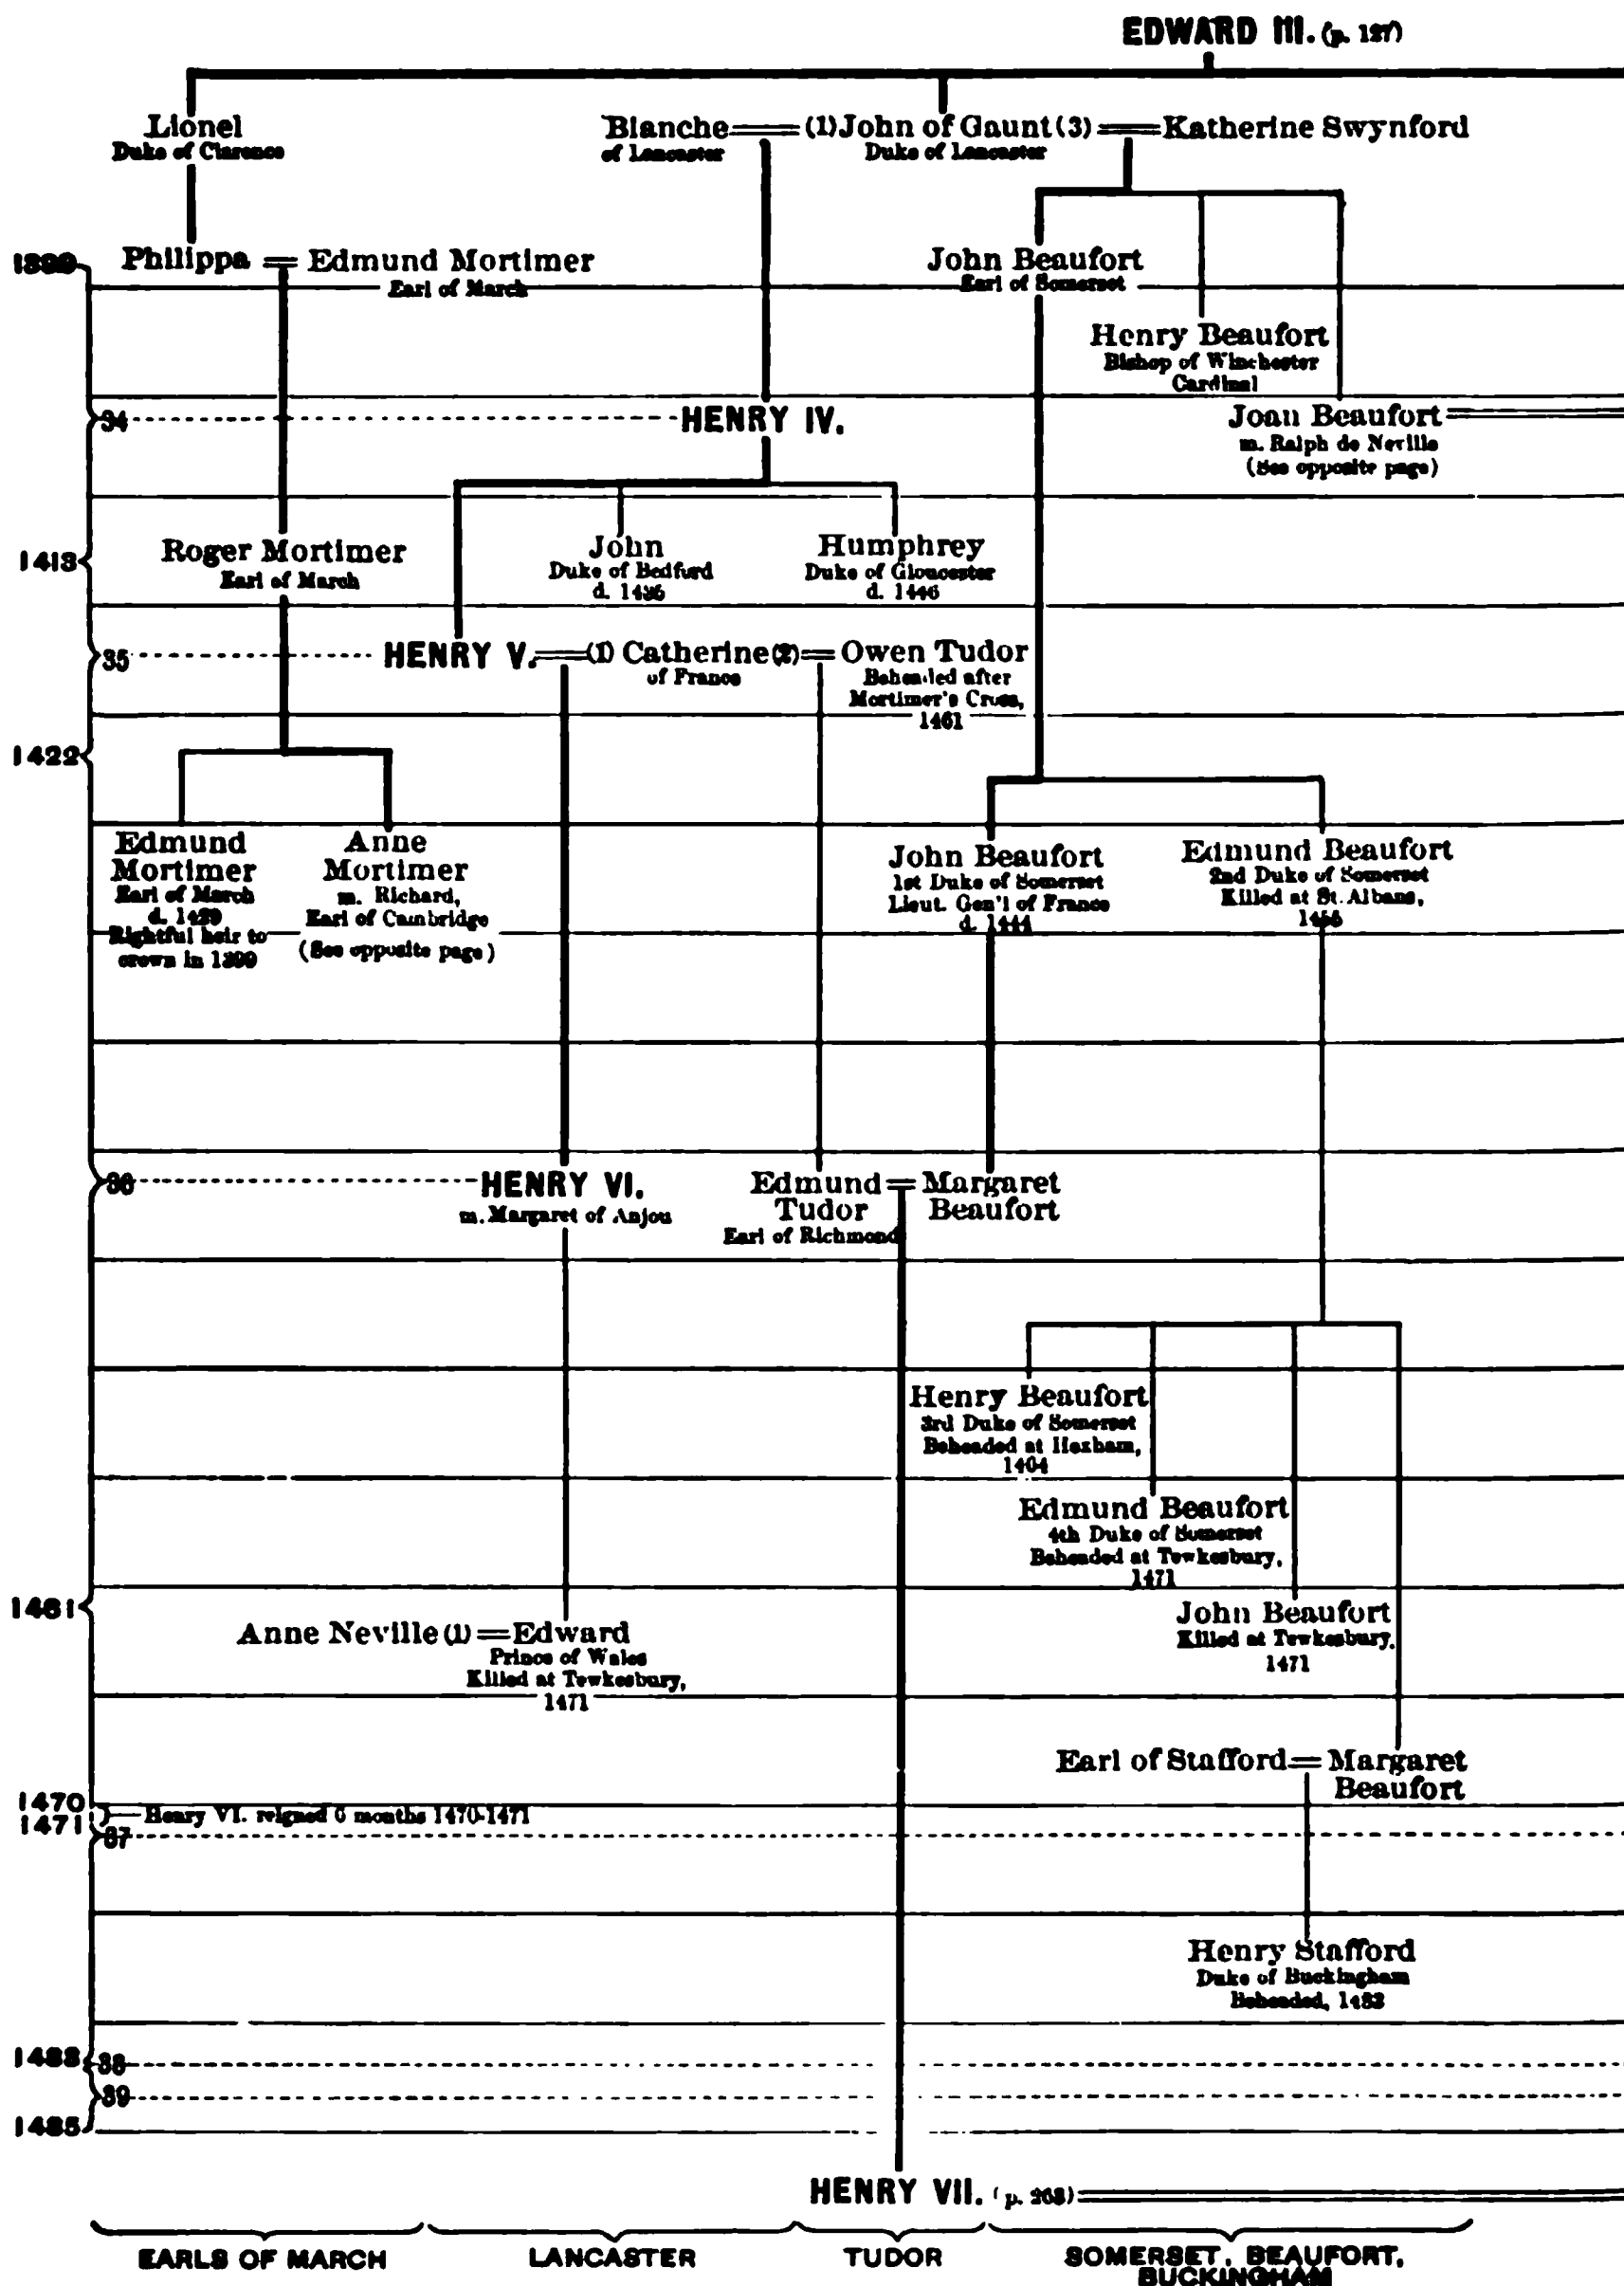 EDWARD III. (p. 127)
Lionel
Duke of Clarence
Blanche
of Lancaster
(1) John of Gaunt (3)
Duke of Lancaster
Katherine Swynford
1399
Philippa = Edmund Mortimer
Earl of March
John Beaufort
Earl of Somerset
Henry Beaufort
Bishop of Winchester
Cardinal
34
HENRY IV.
Joan Beaufort
m. Ralph de Neville
(See opposite page)
1413
Roger Mortimer
Earl of March
John
Duke of Bedford
d. 1435
Humphrey
Duke of Gloucester
d. 1446
35
HENRY V. = (1) Catherine (2) = Owen Tudor
of France
Beheaded after
Mortimer's Cross,
1461
1422
Edmund
Mortimer
Earl of March
d. 1429
Rightful heir to
crown in 1399
Anne
Mortimer
m. Richard,
Earl of Cambridge
(See opposite page)
John Beaufort
1st Duke of Somerset
Lieut. Gen'l of France
d. 1444
Edmund Beaufort
2nd Duke of Somerset
Killed at St. Albans,
1455
36
HENRY VI.
m. Margaret of Anjou
Edmund = Margaret
Tudor Beaufort
Earl of Richmond
Henry Beaufort
3rd Duke of Somerset
Beheaded at Hexham,
1464
Edmund Beaufort
4th Duke of Somerset
Beheaded at Tewkesbury,
1471
1461
Anne Neville (1) = Edward
Prince of Wales
Killed at Tewkesbury,
1471
John Beaufort
Killed at Tewkesbury,
1471
Earl of Stafford = Margaret
Beaufort
1470
1471
Henry VI. reigned 6 months 1470-1471
37
Henry Stafford
Duke of Buckingham
Beheaded, 1483
1483
38
39
1485
HENRY VII. (p. 268)
EARLS OF MARCH
LANCASTER
TUDOR
SOMERSET, BEAUFORT,
BUCKINGHAM